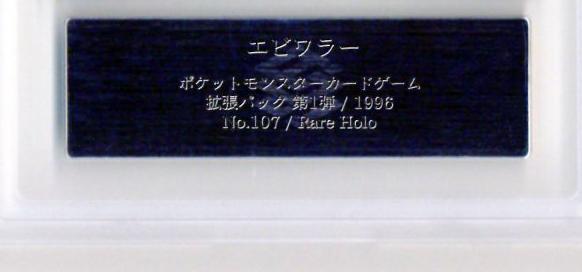 エビワラー
ポケットモンスターカードゲーム
拡張パック 第1弾 / 1996
No.107 / Rare Holo